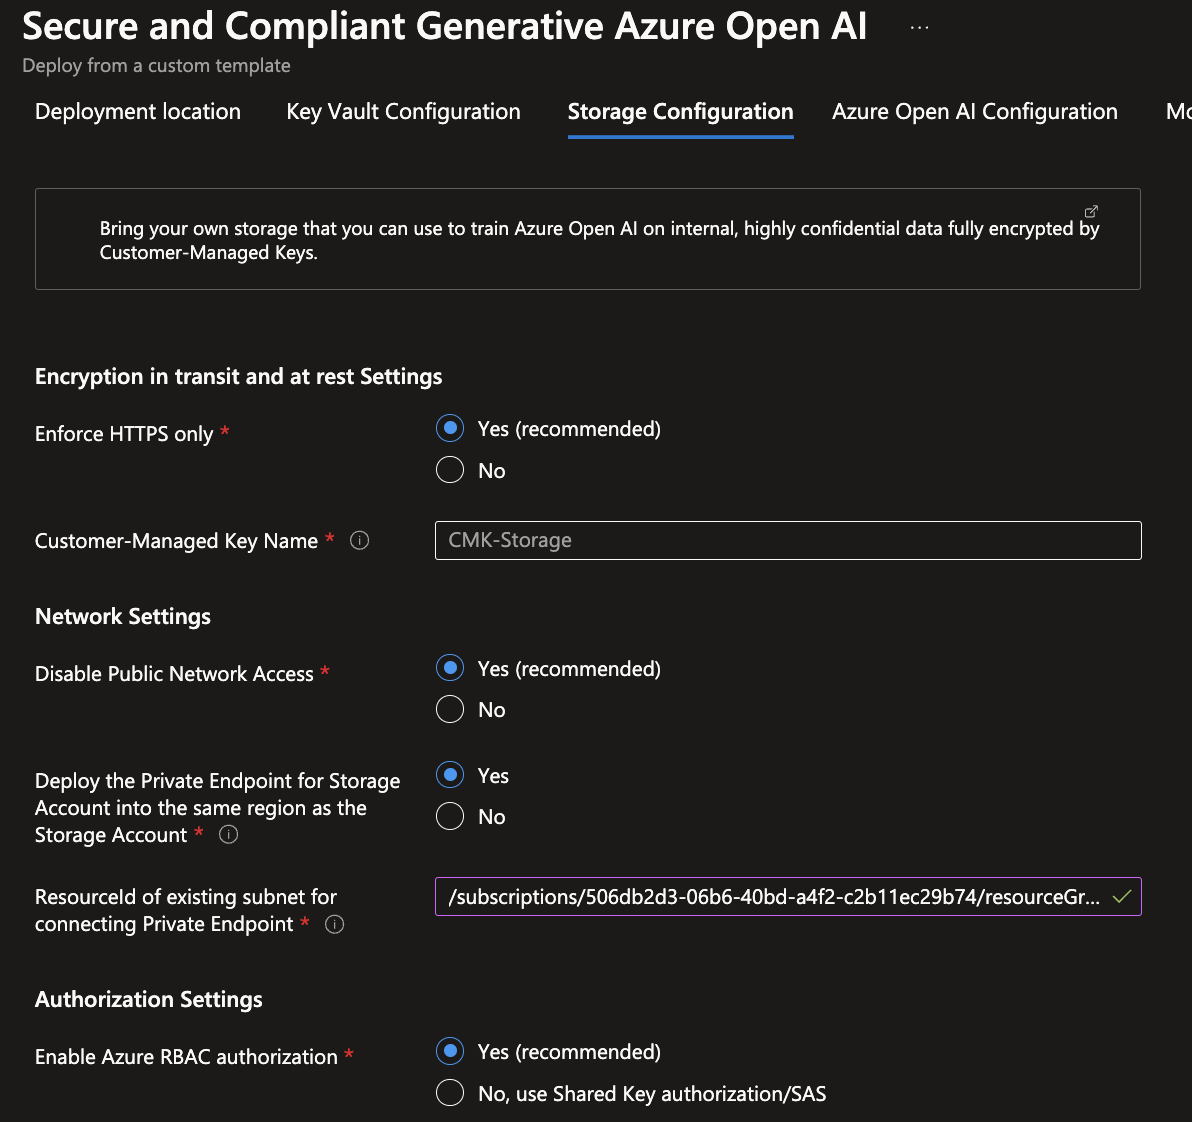 Secure and Compliant Generative Azure Open AI ...
Deploy from a custom template
Deployment location Key Vault Configuration Storage Configuration Azure Open AI Configuration Mo
Bring your own storage that you can use to train Azure Open AI on internal, highly confidential data fully encrypted by
Customer-Managed Keys.
Encryption in transit and at rest Settings
Enforce HTTPS only *
Yes (recommended)
No
Customer-Managed Key Name *
CMK-Storage
Network Settings
Disable Public Network Access *
Yes (recommended)
No
Deploy the Private Endpoint for Storage
Account into the same region as the
Storage Account *
Yes
No
ResourceId of existing subnet for
connecting Private Endpoint *
/subscriptions/506db2d3-06b6-40bd-a4f2-c2b11ec29b74/resourceGr...
Authorization Settings
Enable Azure RBAC authorization *
Yes (recommended)
No, use Shared Key authorization/SAS